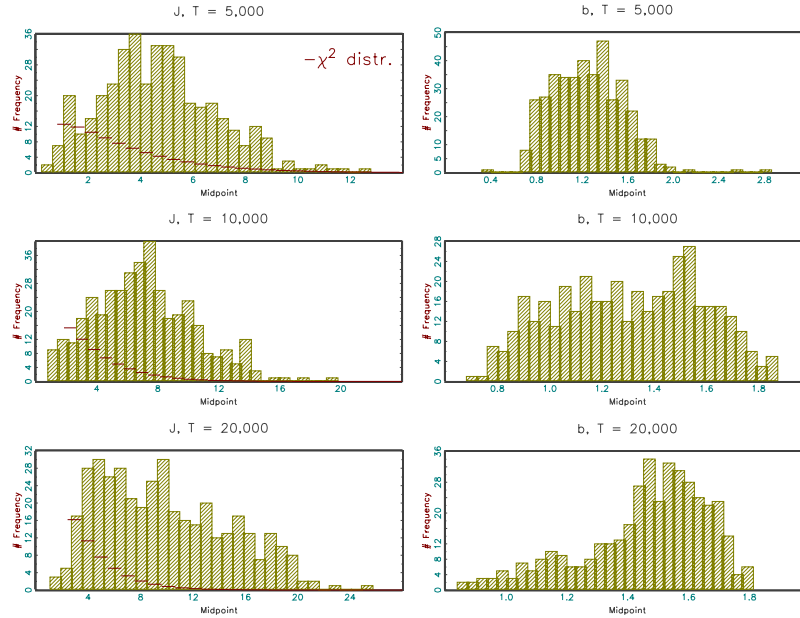 J, T = 5,000
# Frequency
0 4 8 12 16 20 24 28 36
–χ² distr.
2 4 6 8 10 12
Midpoint
b, T = 5,000
# Frequency
0 5 10 20 30 40 50
0.4 0.8 1.2 1.6 2.0 2.4 2.8
Midpoint
J, T = 10,000
# Frequency
0 4 8 12 16 20 24 28 36
4 8 12 16 20
Midpoint
b, T = 10,000
# Frequency
0 4 8 12 16 20 24 28
0.8 1.0 1.2 1.4 1.6 1.8
Midpoint
J, T = 20,000
# Frequency
0 4 8 12 16 20 24 28 32
4 8 12 16 20 24
Midpoint
b, T = 20,000
# Frequency
0 4 8 12 16 20 24 28 36
1.0 1.2 1.4 1.6 1.8
Midpoint